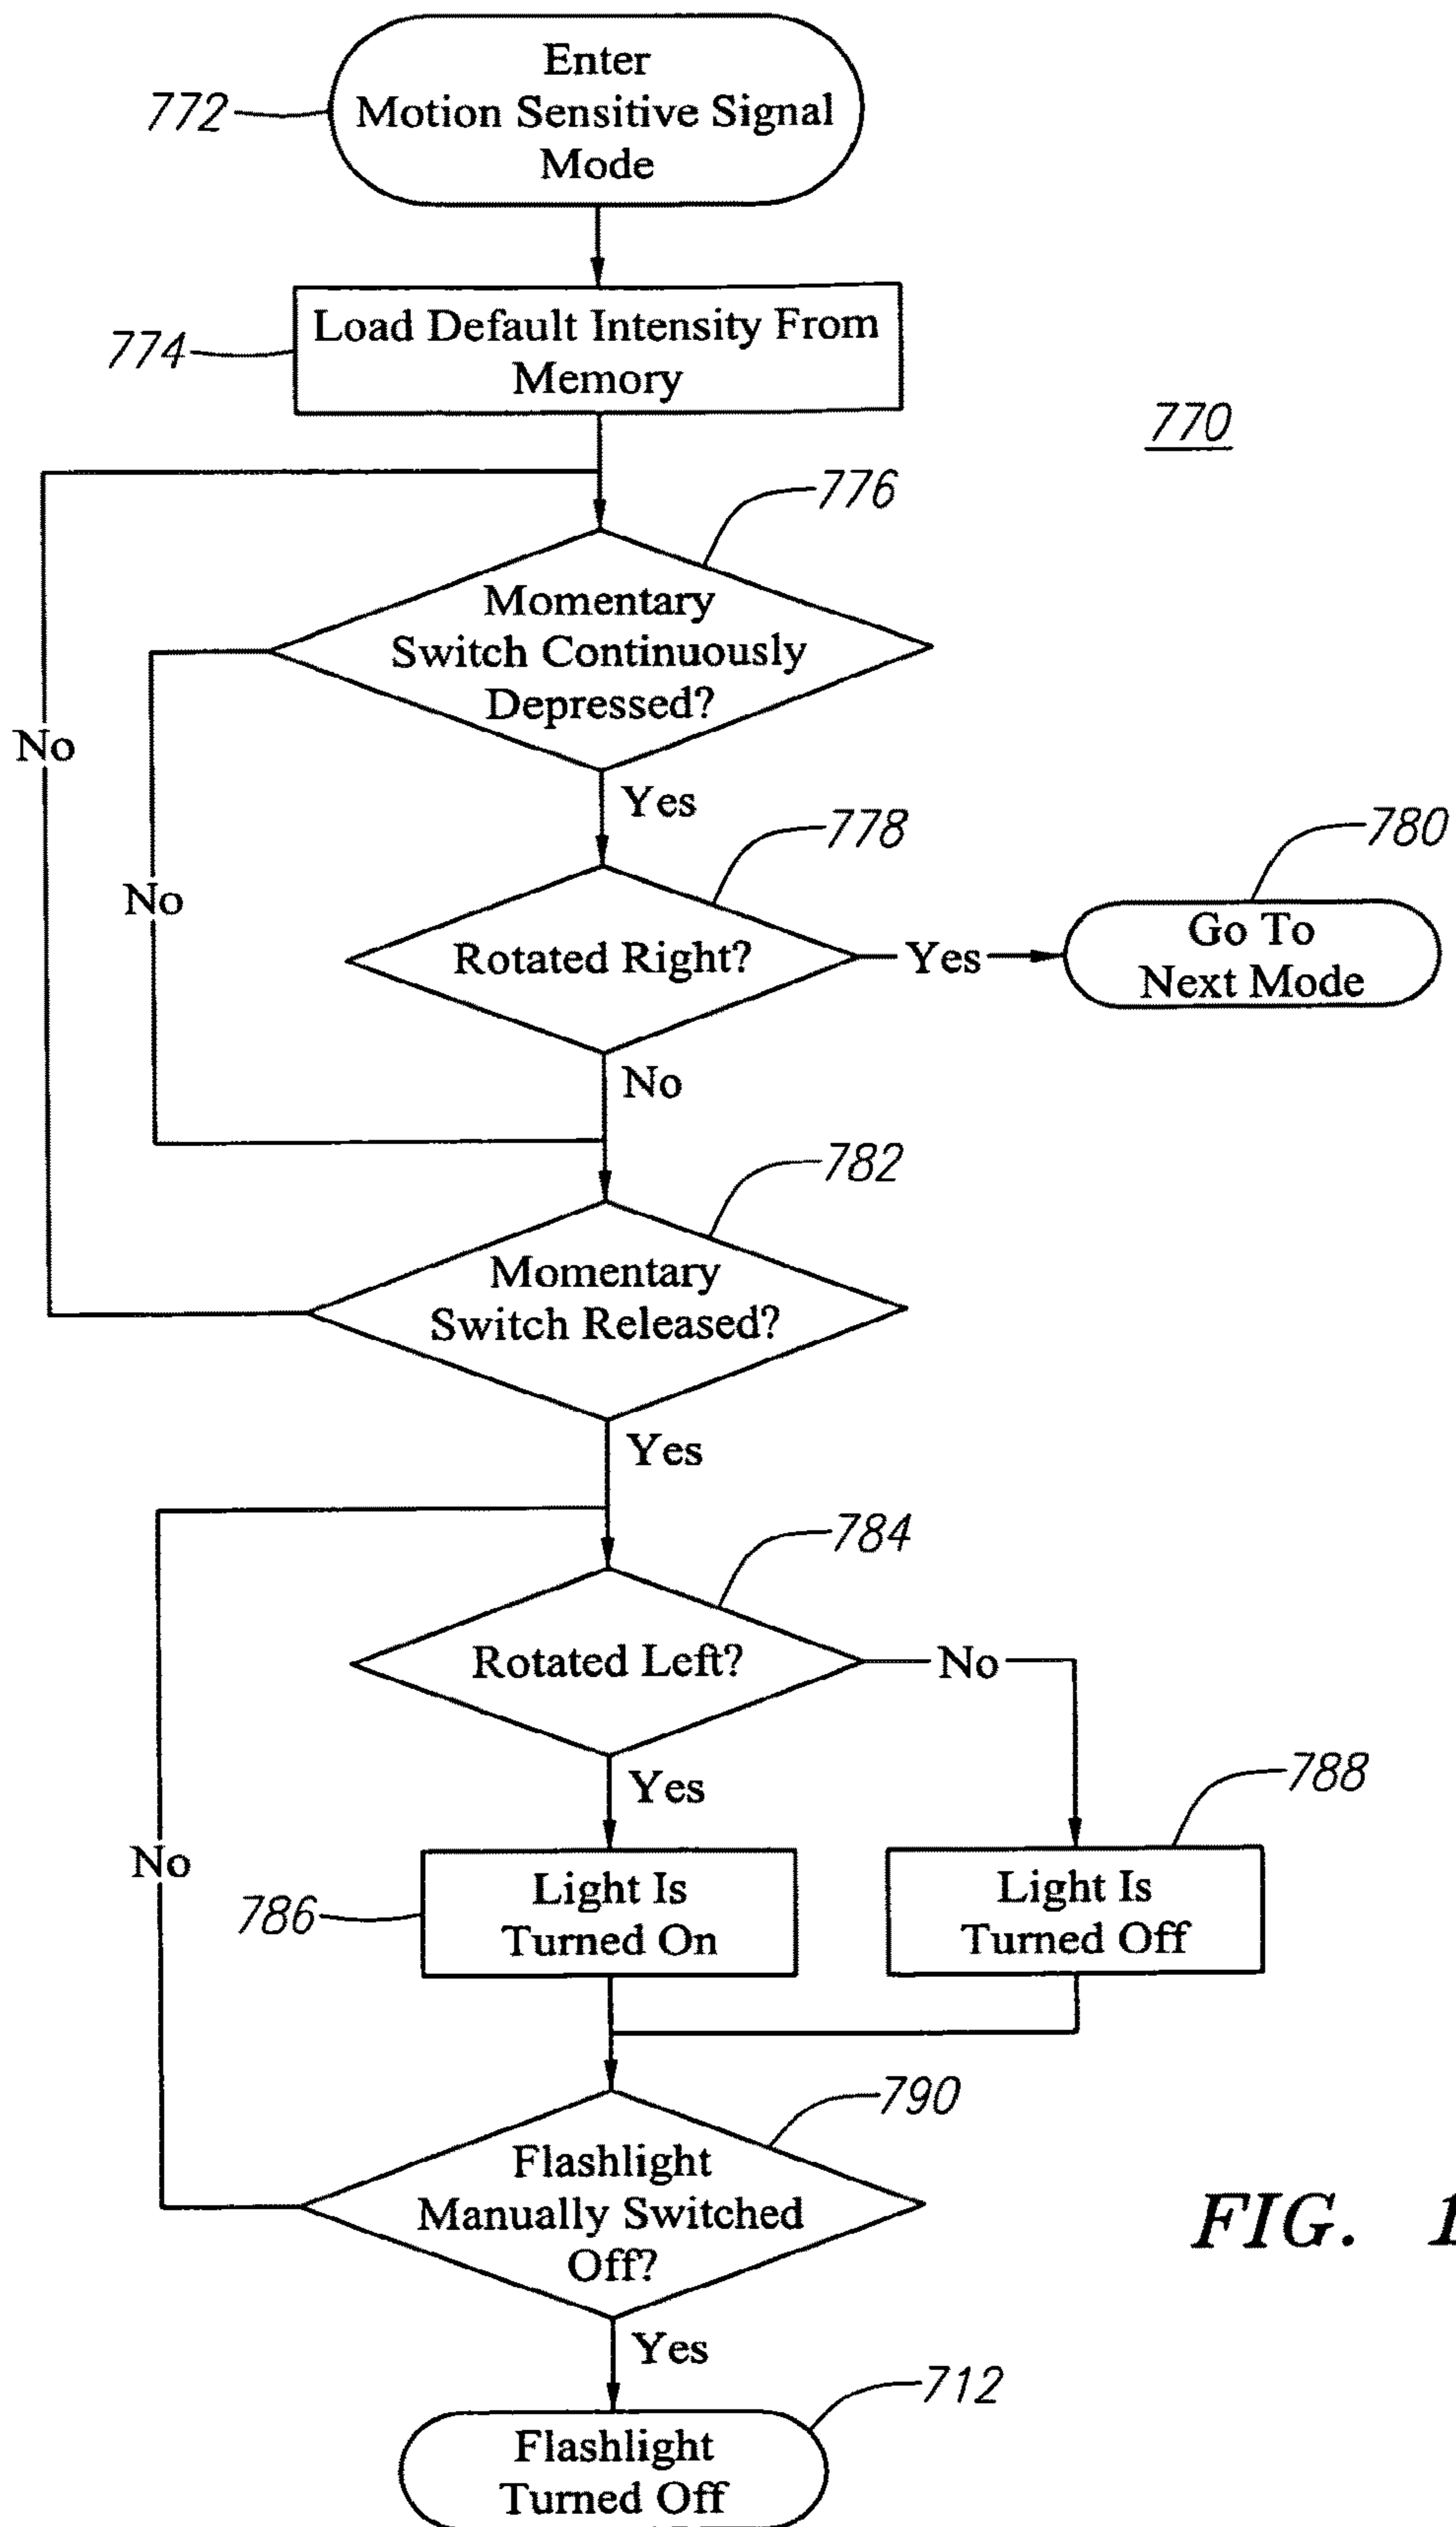 Enter
Motion Sensitive Signal
Mode
772
Load Default Intensity From
Memory
774
770
776
Momentary
Switch Continuously
Depressed?
No
No
Yes
778
780
Rotated Right?
Yes
Go To
Next Mode
No
782
Momentary
Switch Released?
Yes
784
Rotated Left?
No
Yes
788
No
786
Light Is
Turned On
Light Is
Turned Off
790
Flashlight
Manually Switched
Off?
FIG. 1
Yes
712
Flashlight
Turned Off